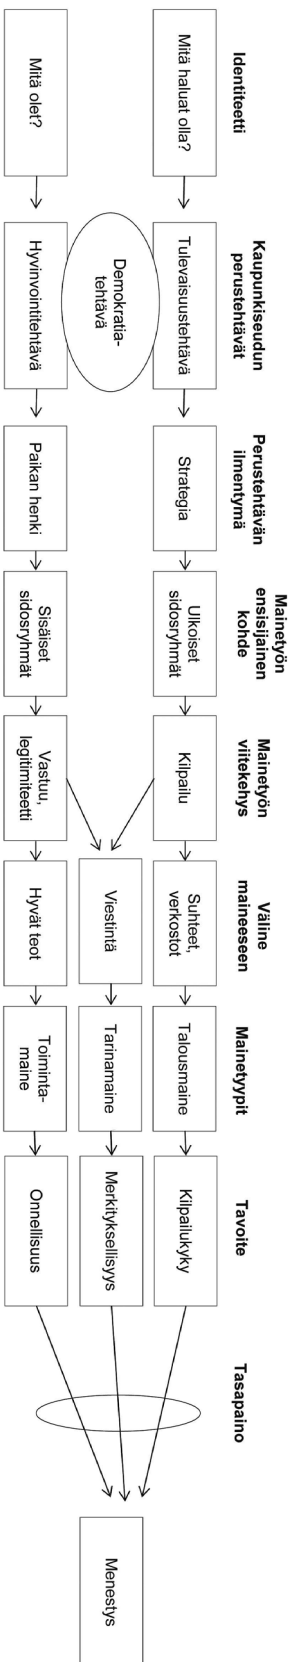 Identiteetti
Kaupunkiseudun
perustehtävät
Perustehtävän
ilmentymä
Mainetyön
ensisijainen
kohde
Mainetyön
viitekehys
Väline
maineeseen
Mainetyypit
Tavoite
Tasapaino
Mitä haluat olla?
Tulevaisuustehtävä
Strategia
Ulkoiset
sidosryhmät
Kilpailu
Suhteet,
verkostot
Talousmaine
Kilpailukyky
Demokratia-
tehtävä
Viestintä
Tarinamaine
Merkityksellisyys
Menestys
Mitä olet?
Hyvinvointitehtävä
Paikan henki
Sisäiset
sidosryhmät
Vastuu,
legitimiteetti
Hyvät teot
Toiminta-
maine
Onnellisuus